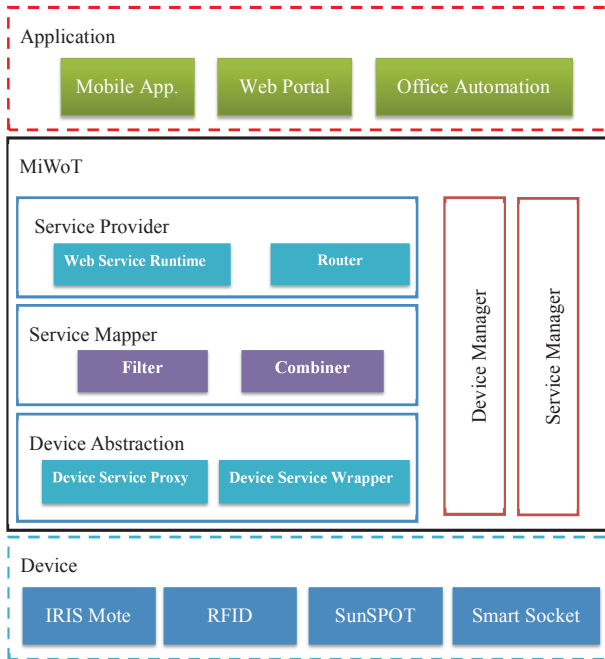 Application
Mobile App.
Web Portal
Office Automation
MiWoT
Service Provider
Web Service Runtime
Router
Service Mapper
Filter
Combiner
Device Abstraction
Device Service Proxy
Device Service Wrapper
Device Manager
Service Manager
Device
IRIS Mote
RFID
SunSPOT
Smart Socket